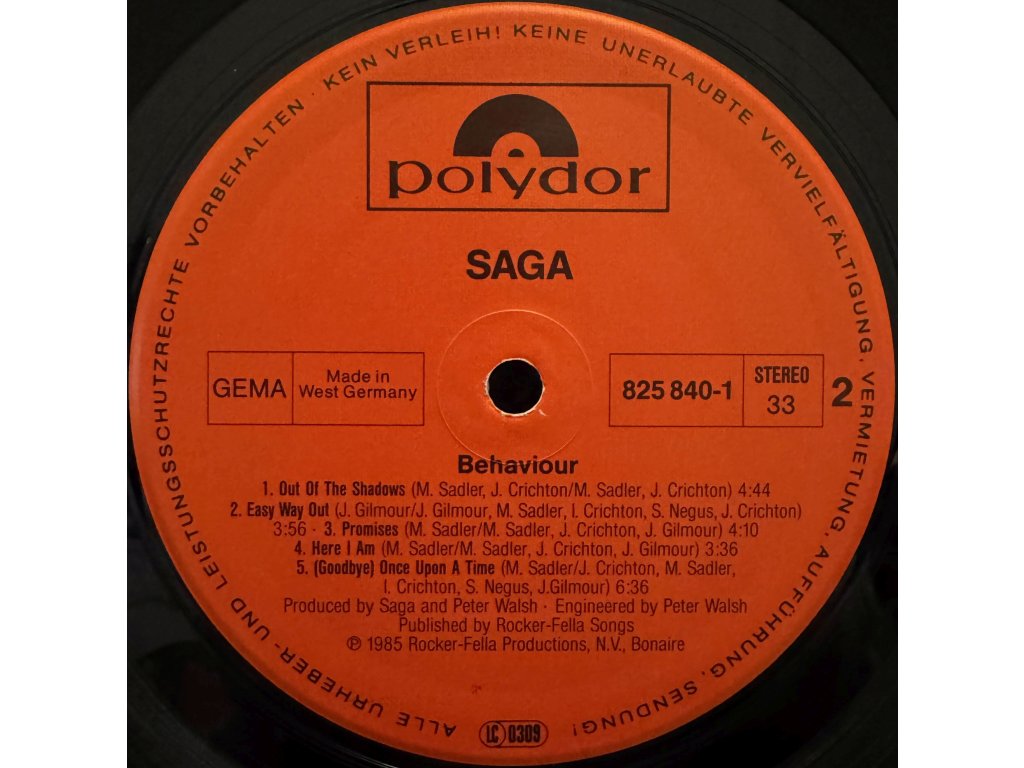 ALLE URHEBER- UND LEISTUNGSSCHUTZRECHTE VORBEHALTEN · KEIN VERLEIH! KEINE UNERLAUBTE VERVIELFÄLTIGUNG, VERMIETUNG, AUFFÜHRUNG, SENDUNG!
polydor
SAGA
GEMA
Made in
West Germany
825 840-1
STEREO
33
2
Behaviour
1. Out Of The Shadows (M. Sadler, J. Crichton/M. Sadler, J. Crichton) 4:44
2. Easy Way Out (J. Gilmour/J. Gilmour, M. Sadler, I. Crichton, S. Negus, J. Crichton)
3:56 · 3. Promises (M. Sadler/M. Sadler, J. Crichton, J. Gilmour) 4:10
4. Here I Am (M. Sadler/M. Sadler, J. Crichton, J. Gilmour) 3:36
5. (Goodbye) Once Upon A Time (M. Sadler/J. Crichton, M. Sadler,
I. Crichton, S. Negus, J.Gilmour) 6:36
Produced by Saga and Peter Walsh · Engineered by Peter Walsh
Published by Rocker-Fella Songs
℗ 1985 Rocker-Fella Productions, N.V., Bonaire
LC 0309